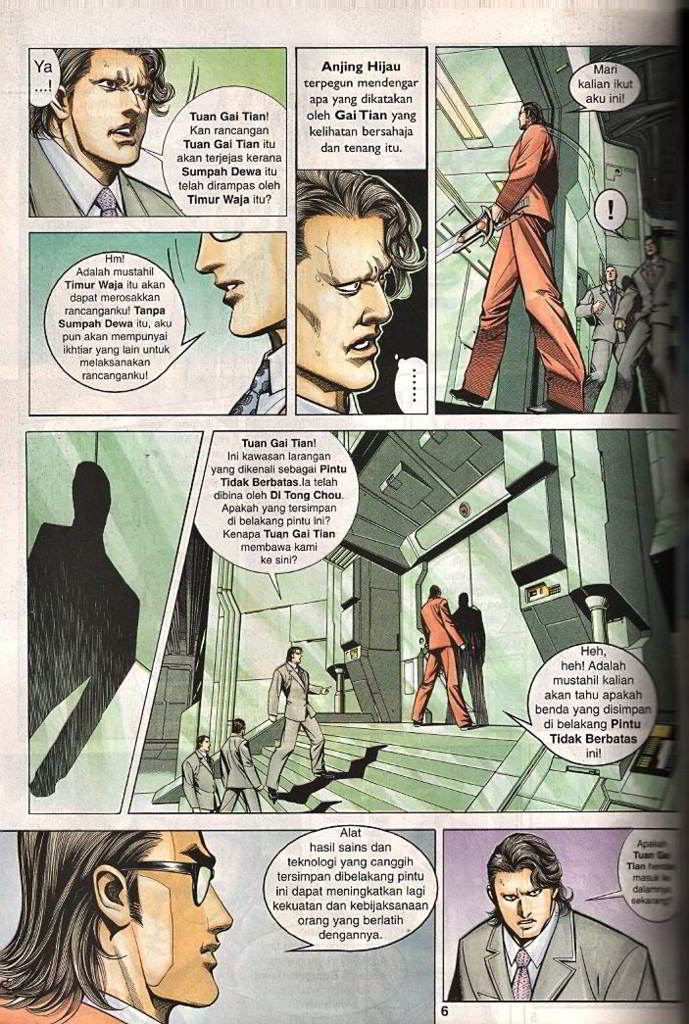 Ya
...!
Tuan Gai Tian!
Kan rancangan
Tuan Gai Tian itu
akan terjejas kerana
Sumpah Dewa itu
telah dirampas oleh
Timur Waja itu?
Anjing Hijau
terpegun mendengar
apa yang dikatakan
oleh Gai Tian yang
kelihatan bersahaja
dan tenang itu.
Mari
kalian ikut
aku ini!
!
Hm!
Adalah mustahil
Timur Waja itu akan
dapat merosakkan
rancanganku! Tanpa
Sumpah Dewa itu, aku
pun akan mempunyai
ikhtiar yang lain untuk
melaksanakan
rancanganku!
......
Tuan Gai Tian!
Ini kawasan larangan
yang dikenali sebagai Pintu
Tidak Berbatas.Ia telah
dibina oleh Di Tong Chou.
Apakah yang tersimpan
di belakang pintu ini?
Kenapa Tuan Gai Tian
membawa kami
ke sini?
Heh,
heh! Adalah
mustahil kalian
akan tahu apakah
benda yang disimpan
di belakang Pintu
Tidak Berbatas
ini!
Alat
hasil sains dan
teknologi yang canggih
tersimpan dibelakang pintu
ini dapat meningkatkan lagi
kekuatan dan kebijaksanaan
orang yang berlatih
dengannya.
Apakah
Tuan Gai
Tian hendak
masuk ke
dalamnya
sekarang?
6